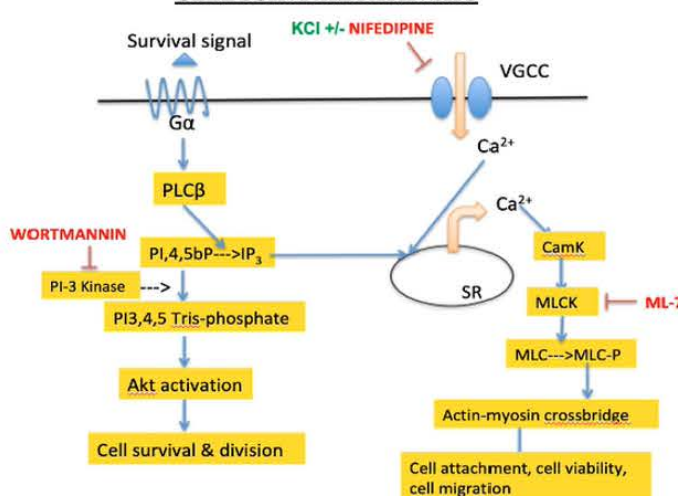 KCl +/- NIFEDIPINE
Survival signal
VGCC
Gα
Ca²⁺
PLCβ
Ca²⁺
WORTMANNIN
PI,4,5bP--->IP₃
CamK
PI-3 Kinase --->
SR
MLCK
ML-7
PI3,4,5 Tris-phosphate
MLC--->MLC-P
Akt activation
Actin-myosin crossbridge
Cell survival & division
Cell attachment, cell viability,
cell migration